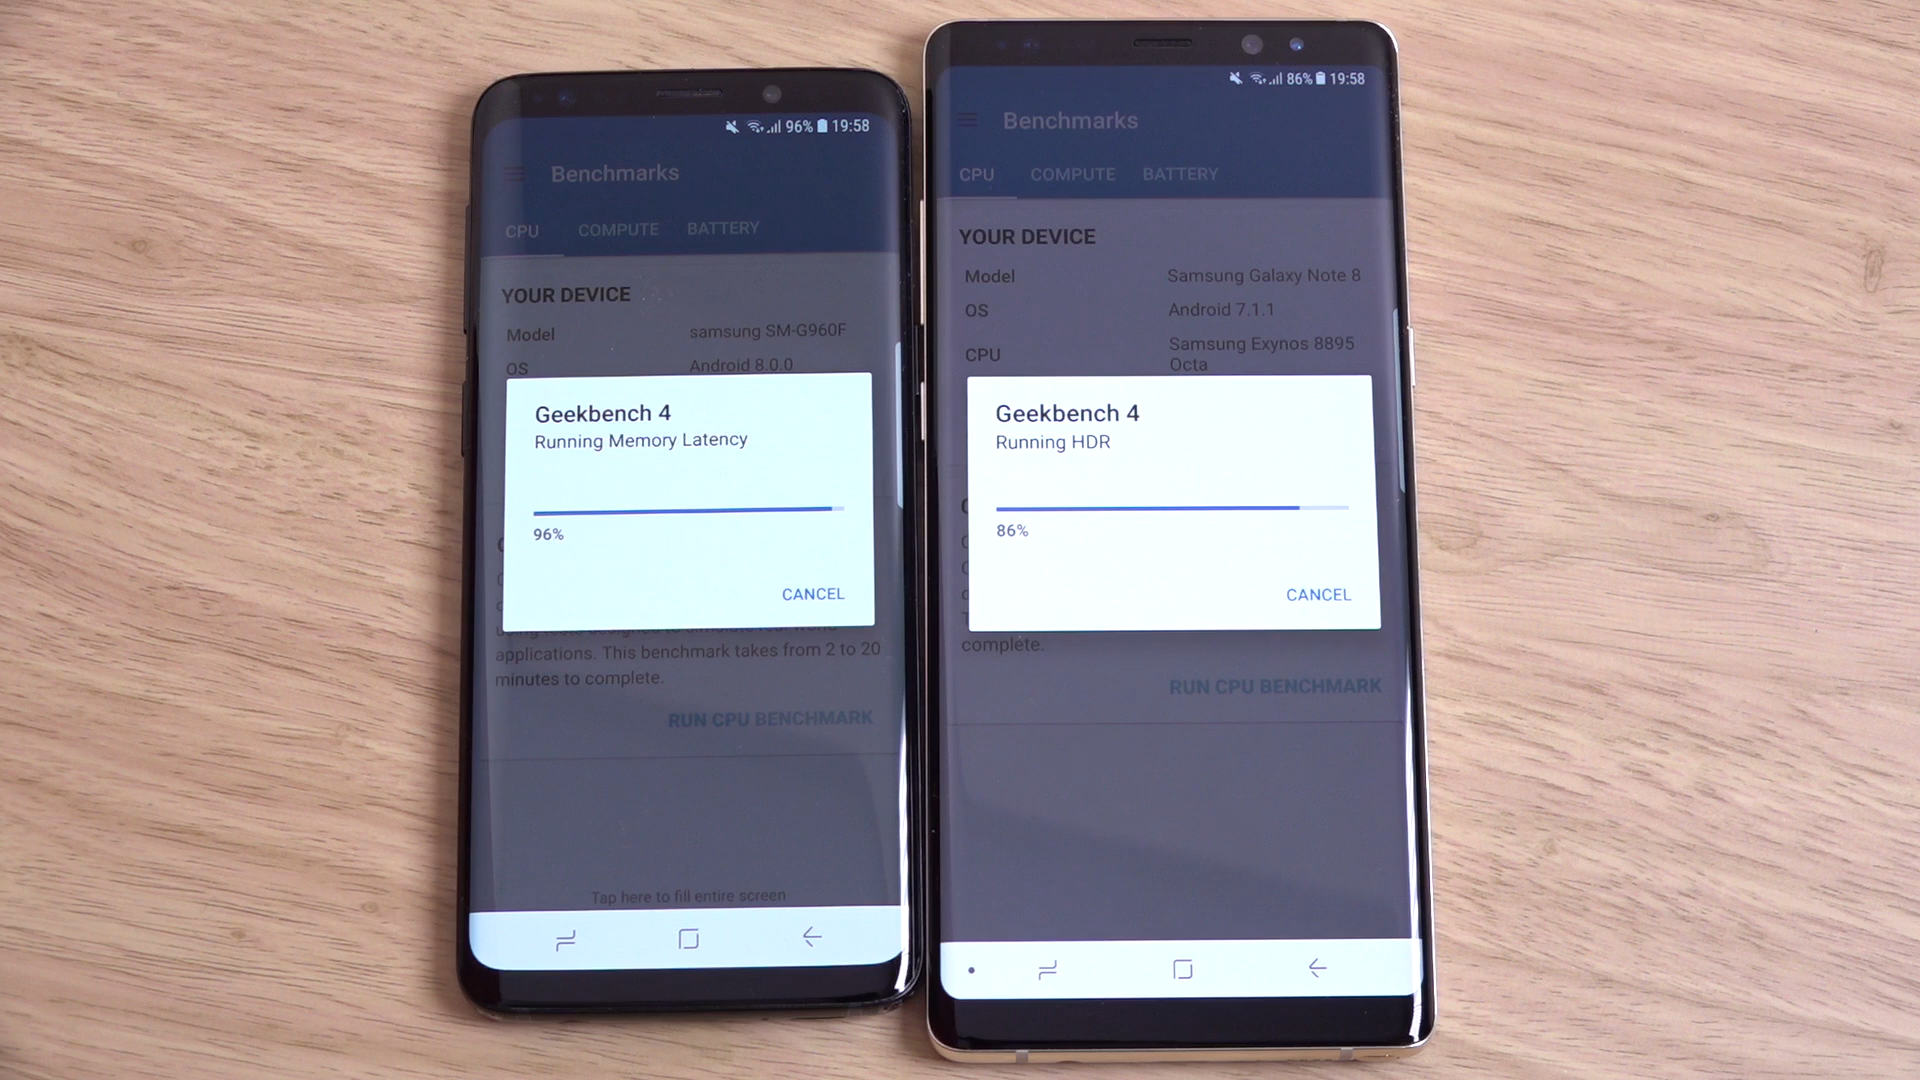 96% 19:58
Benchmarks
CPU COMPUTE BATTERY
YOUR DEVICE
Model samsung SM-G960F
OS Android 8.0.0
Geekbench 4
Running Memory Latency
96%
CANCEL
applications. This benchmark takes from 2 to 20
minutes to complete.
RUN CPU BENCHMARK
Tap here to fill entire screen
86% 19:58
Benchmarks
CPU COMPUTE BATTERY
YOUR DEVICE
Model Samsung Galaxy Note 8
OS Android 7.1.1
CPU Samsung Exynos 8895
Octa
Geekbench 4
Running HDR
86%
CANCEL
complete.
RUN CPU BENCHMARK